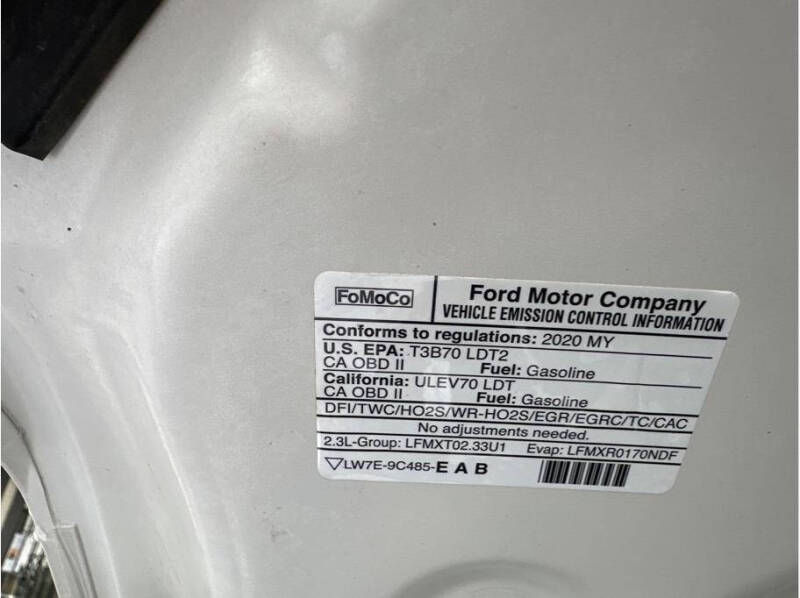 FoMoCo
Ford Motor Company
VEHICLE EMISSION CONTROL INFORMATION
Conforms to regulations: 2020 MY
U.S. EPA: T3B70 LDT2
CA OBD II Fuel: Gasoline
California: ULEV70 LDT
CA OBD II Fuel: Gasoline
DFI/TWC/HO2S/WR-HO2S/EGR/EGRC/TC/CAC
No adjustments needed.
2.3L-Group: LFMXT02.33U1 Evap: LFMXR0170NDF
LW7E-9C485-E A B